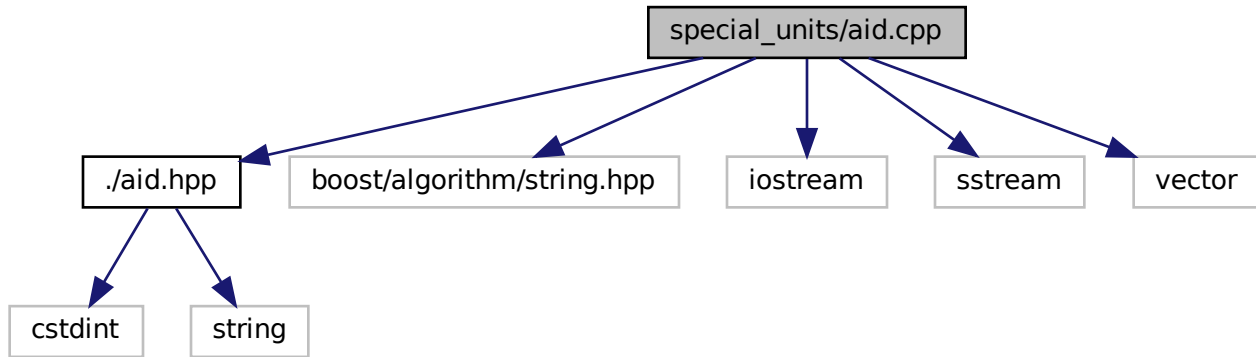 special_units/aid.cpp
./aid.hpp
boost/algorithm/string.hpp
iostream
sstream
vector
cstdint
string